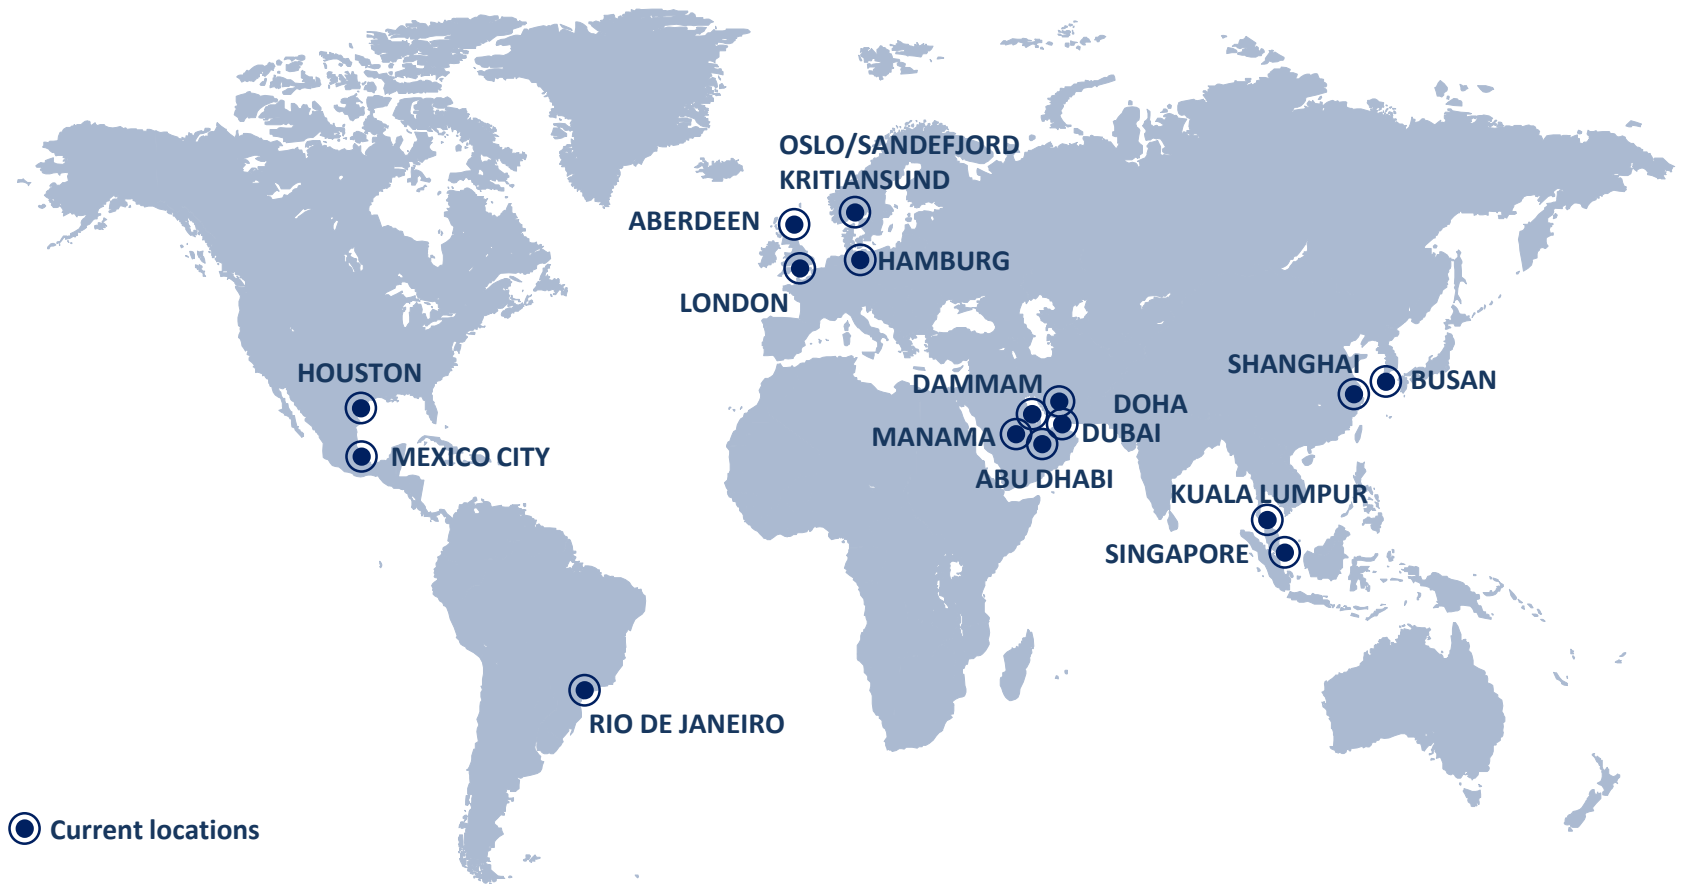 OSLO/SANDEFJORD
KRITIANSUND
ABERDEEN
HAMBURG
LONDON
HOUSTON
MEXICO CITY
SHANGHAI
BUSAN
DAMMAM
DOHA
DUBAI
MANAMA
ABU DHABI
KUALA LUMPUR
SINGAPORE
RIO DE JANEIRO
Current locations